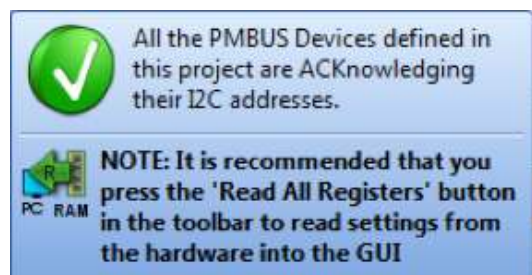 All the PMBUS Devices defined in
this project are ACKnowledging
their I2C addresses.
R
PC RAM
NOTE: It is recommended that you
press the 'Read All Registers' button
in the toolbar to read settings from
the hardware into the GUI